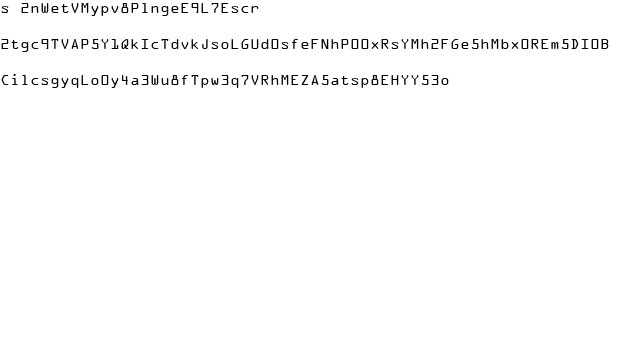 s 2nWetVMypv8PlngeE9L7Escr
2tgc9TVAP5Y1QkIcTdvkJsoLGUdOsfeFNhPOOxRsYMh2FGe5hMbxOREm5DIOB
CilcsgyqLoOy4a3Wu8fTpw3q7VRhMEZA5atsp8EHYY53o